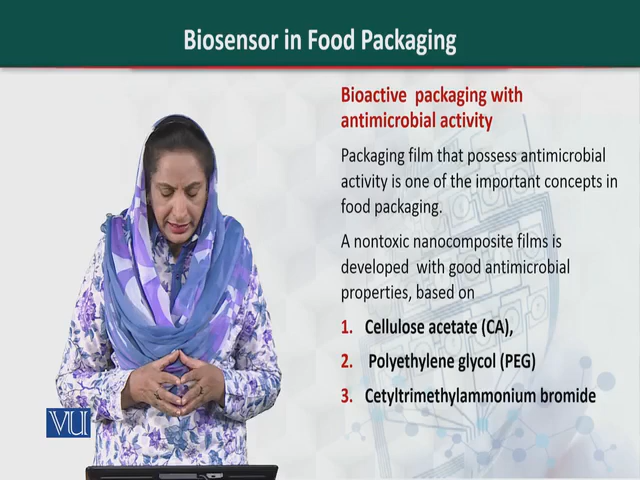 Biosensor in Food Packaging
Bioactive packaging with
antimicrobial activity
Packaging film that possess antimicrobial
activity is one of the important concepts in
food packaging.
A nontoxic nanocomposite films is
developed with good antimicrobial
properties, based on
1. Cellulose acetate (CA),
2. Polyethylene glycol (PEG)
3. Cetyltrimethylammonium bromide
VU